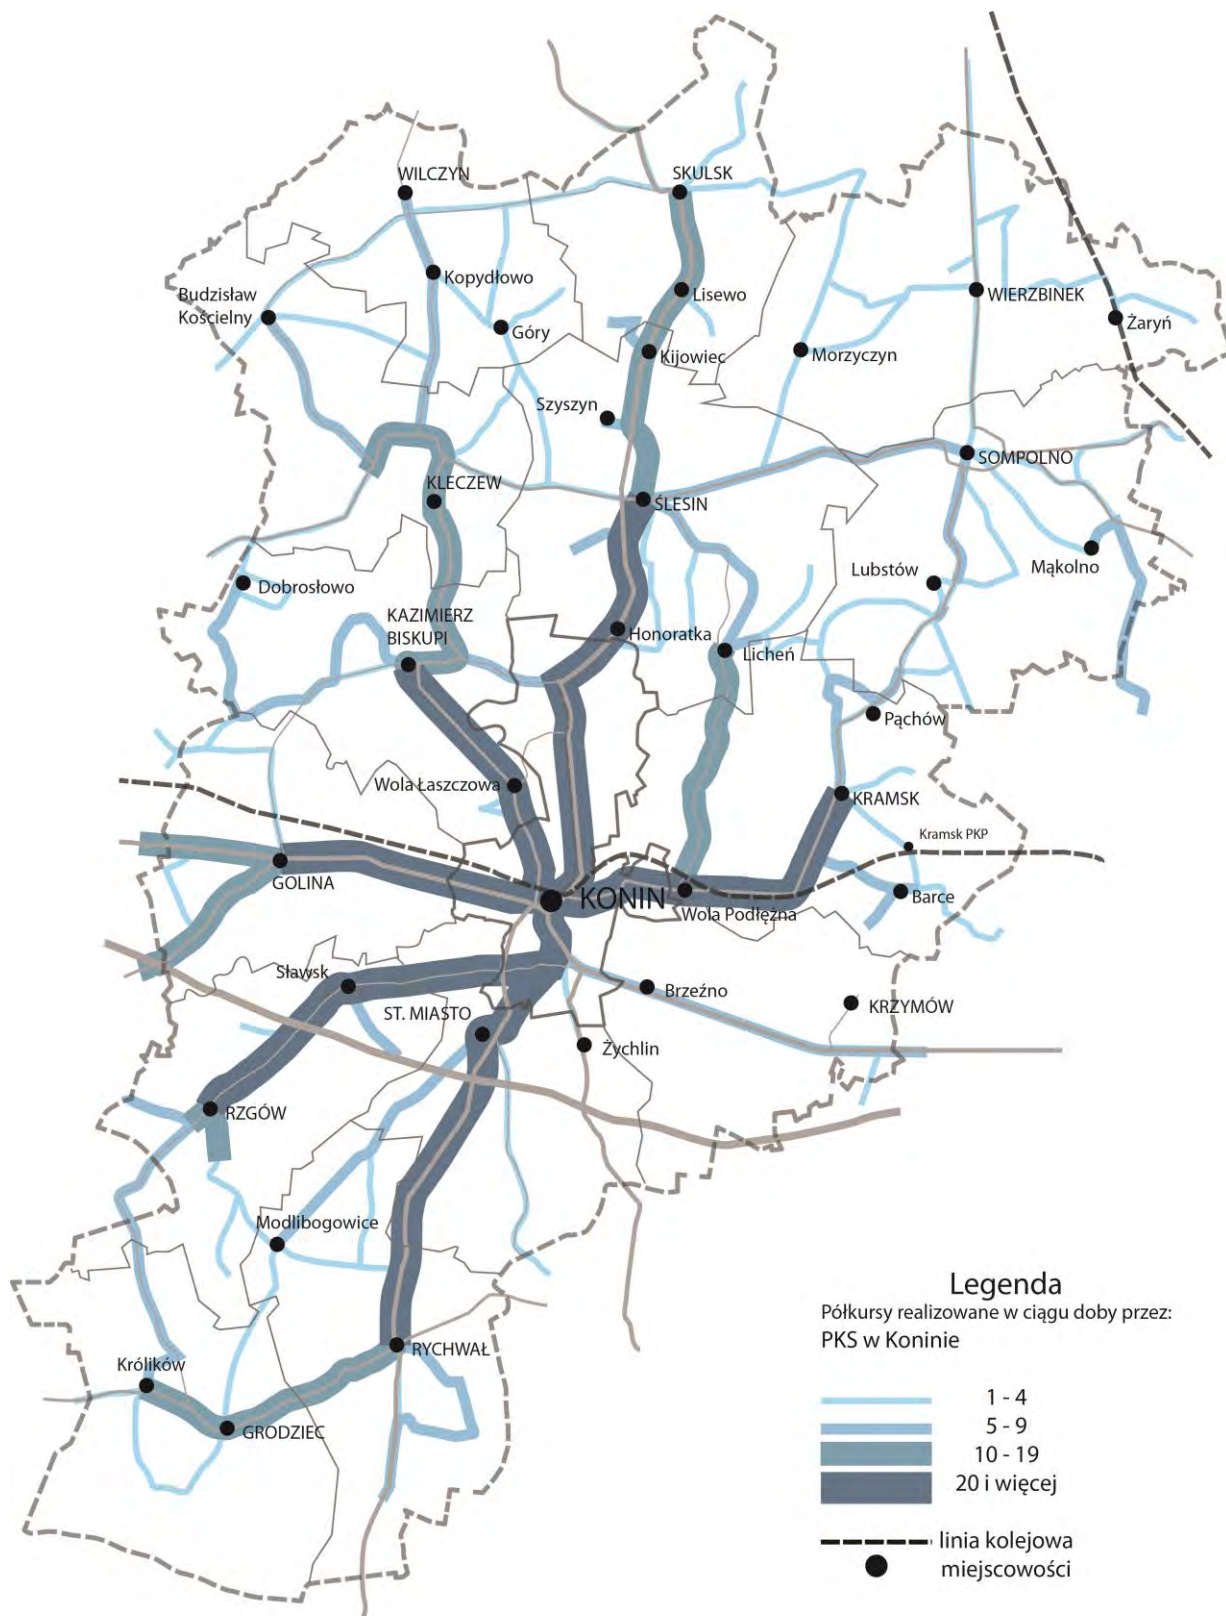 WILCZYN
SKULSK
Kopydłowo
Budzisław
Kościelny
Lisewo
WIERZBINEK
Góry
Żaryń
Kijowiec
Morzyczyn
Szyszyn
SOMPOLNO
KLECZEW
ŚLESIN
Mąkolno
Lubstów
Dobrosłowo
KAZIMIERZ
BISKUPI
Honoratka
Licheń
Pąchów
Wola Łaszczowa
KRAMSK
Kramsk PKP
GOLINA
KONIN
Barce
Wola Podłężna
Sławsk
Brzeźno
KRZYMÓW
ST. MIASTO
Żychlin
RZGÓW
Modlibogowice
RYCHWAŁ
Królików
GRODZIEC
Legenda
Półkursy realizowane w ciągu doby przez:
PKS w Koninie
1 - 4
5 - 9
10 - 19
20 i więcej
linia kolejowa
miejscowości